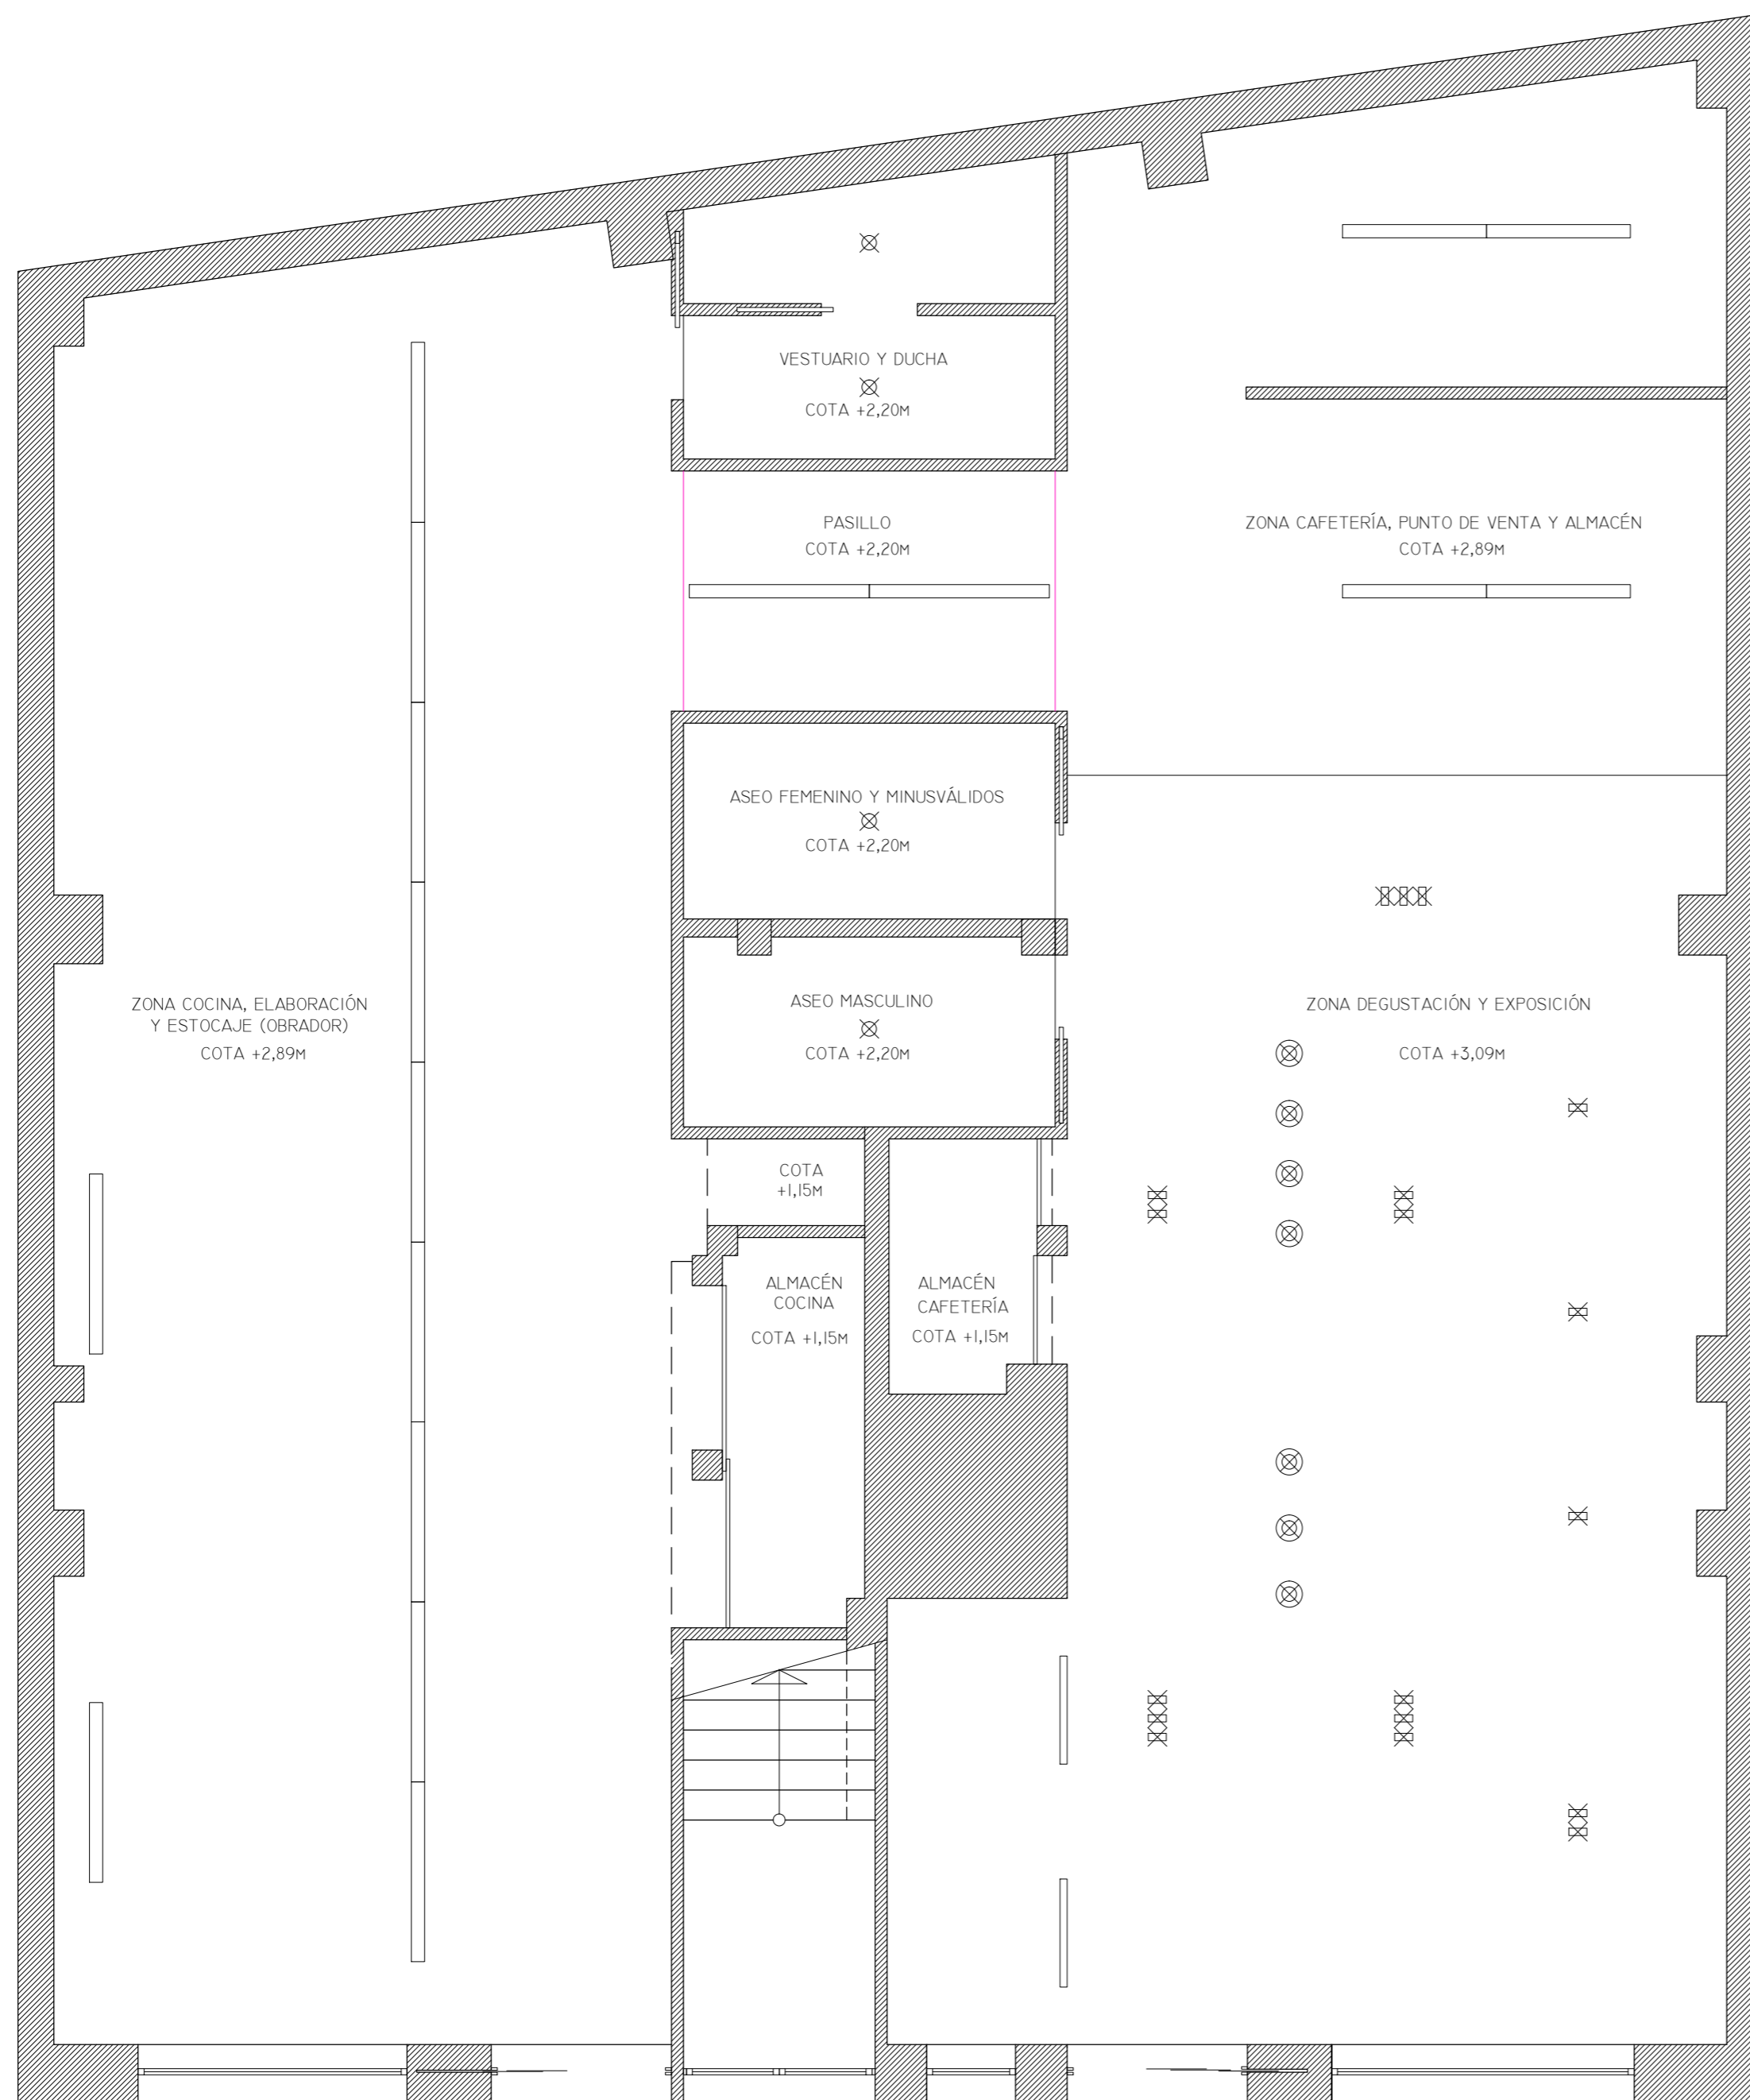 VESTUARIO Y DUCHA
COTA +2,20M
PASILLO
COTA +2,20M
ZONA CAFETERÍA, PUNTO DE VENTA Y ALMACÉN
COTA +2,89M
ASEO FEMENINO Y MINUSVÁLIDOS
COTA +2,20M
ZONA COCINA, ELABORACIÓN
Y ESTOCAJE (OBRADOR)
COTA +2,89M
ASEO MASCULINO
COTA +2,20M
ZONA DEGUSTACIÓN Y EXPOSICIÓN
COTA +3,09M
COTA
+1,15M
ALMACÉN
COCINA
COTA +1,15M
ALMACÉN
CAFETERÍA
COTA +1,15M